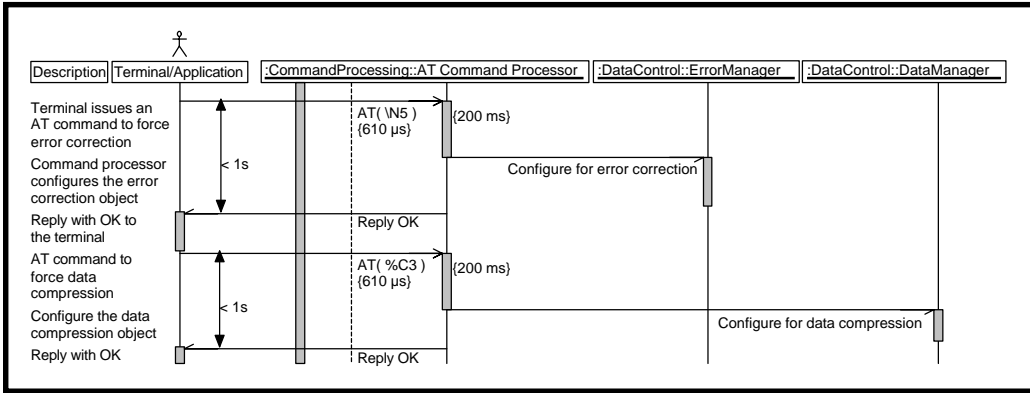 Description
Terminal/Application
:CommandProcessing::AT Command Processor
:DataControl::ErrorManager
:DataControl::DataManager
Terminal issues an
AT command to force
error correction
AT( \N5 )
{610 µs}
{200 ms}
< 1s
Command processor
configures the error
correction object
Configure for error correction
Reply with OK to
the terminal
Reply OK
AT command to
force data
compression
AT( %C3 )
{610 µs}
{200 ms}
< 1s
Configure the data
compression object
Configure for data compression
Reply with OK
Reply OK